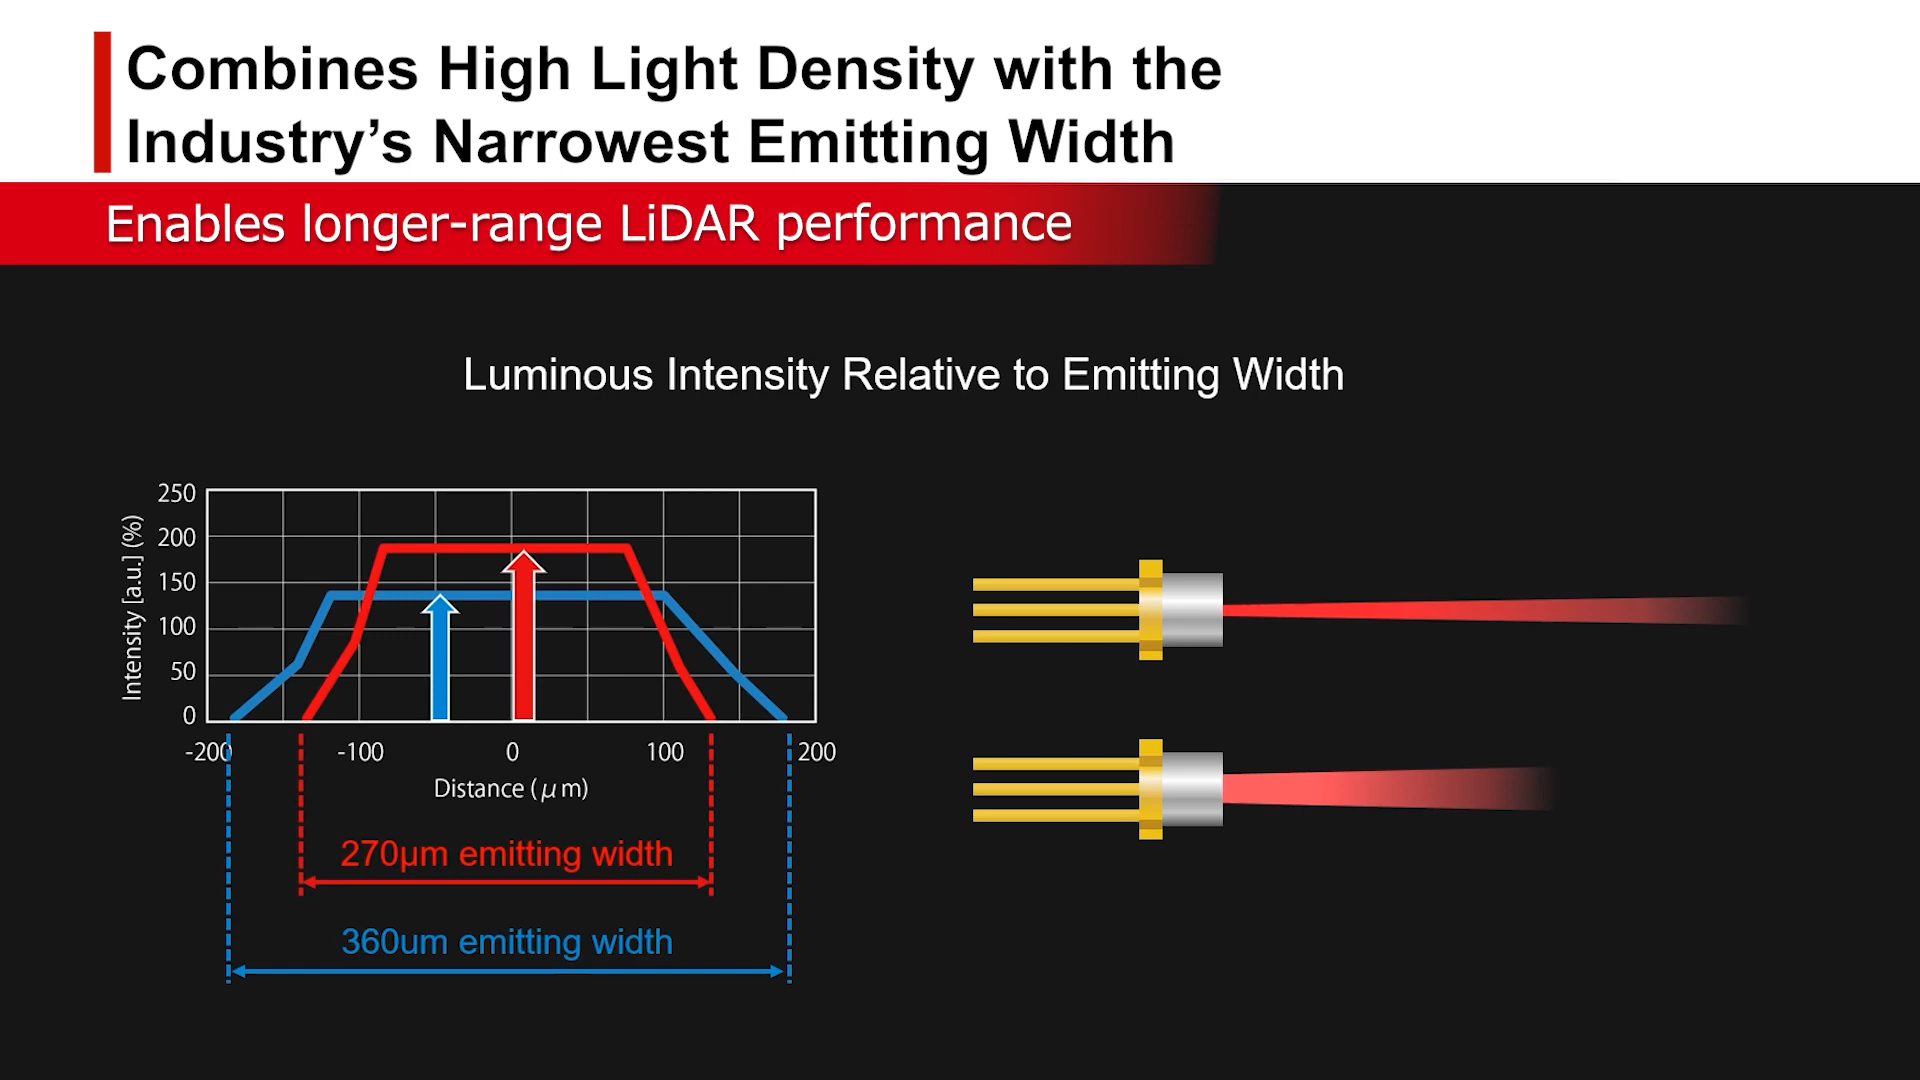 Combines High Light Density with the
Industry’s Narrowest Emitting Width
Enables longer-range LiDAR performance
Luminous Intensity Relative to Emitting Width
Intensity [a.u.] (%)
250
200
150
100
50
0
-200
-100
0
100
200
Distance (μm)
270μm emitting width
360um emitting width